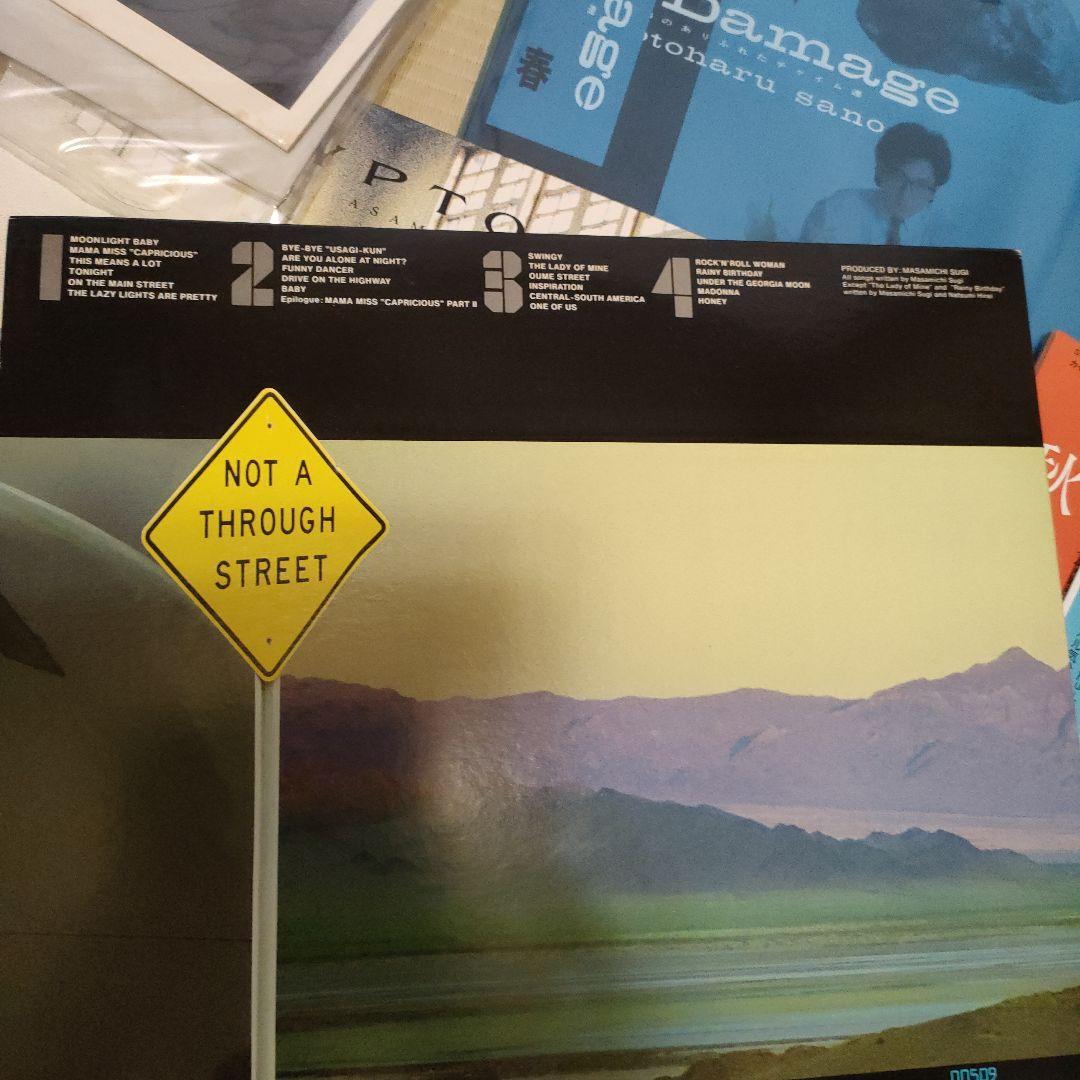 Damage
otoharu sano
春
ege
PTO
ASAM
1
MOONLIGHT BABY
MAMA MISS "CAPRICIOUS"
THIS MEANS A LOT
TONIGHT
ON THE MAIN STREET
THE LAZY LIGHTS ARE PRETTY
2
BYE-BYE "USAGI-KUN"
ARE YOU ALONE AT NIGHT?
FUNNY DANCER
DRIVE ON THE HIGHWAY
BABY
Epilogue: MAMA MISS "CAPRICIOUS" PART II
3
SWINGY
THE LADY OF MINE
OUME STREET
INSPIRATION
CENTRAL-SOUTH AMERICA
ONE OF US
4
ROCK'N'ROLL WOMAN
RAINY BIRTHDAY
UNDER THE GEORGIA MOON
MADONNA
HONEY
PRODUCED BY: MASAMICHI SUGI
All songs written by Masamichi Sugi
Except "The Lady of Mine" and "Rainy Birthday"
written by Masamichi Sugi and Natsumi Hirai
NOT A
THROUGH
STREET
00509